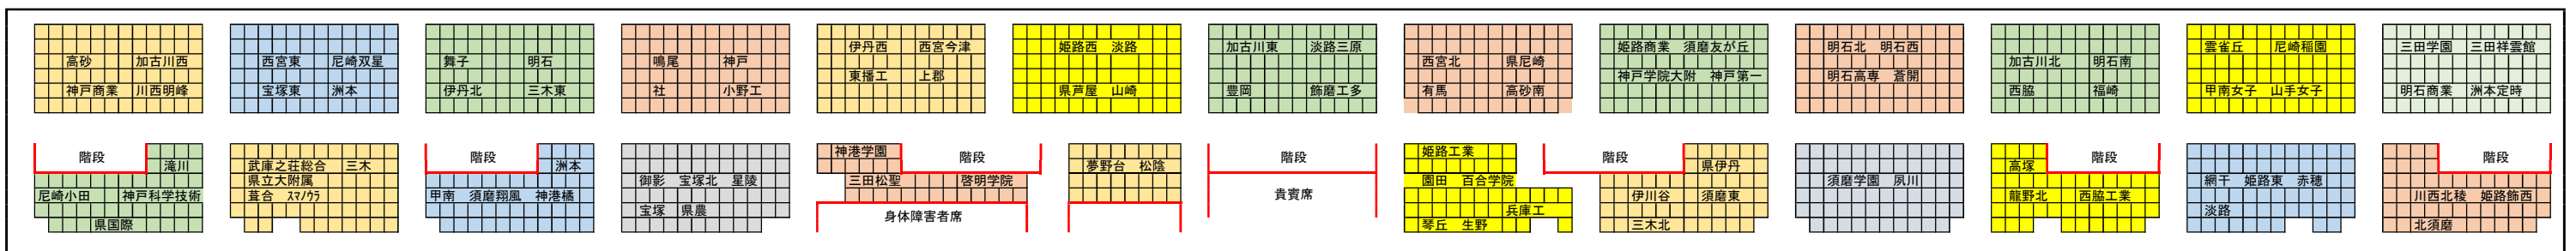 高砂 加古川西
神戸商業 川西明峰
西宮東 尼崎双星
宝塚東 洲本
舞子 明石
伊丹北 三木東
鳴尾 神戸
社 小野工
伊丹西 西宮今津
東播工 上郡
姫路西 淡路
県芦屋 山崎
加古川東 淡路三原
豊岡 飾磨工多
西宮北 県尼崎
有馬 高砂南
姫路商業 須磨友が丘
神戸学院大附 神戸第一
明石北 明石西
明石高専 蒼開
加古川北 明石南
西脇 福崎
雲雀丘 尼崎稲園
甲南女子 山手女子
三田学園 三田祥雲館
明石商業 洲本定時
階段 滝川
尼崎小田 神戸科学技術
県国際
武庫之荘総合 三木
県立大附属
葺合 スマノウラ
階段 洲本
甲南 須磨翔風 神港橘
御影 宝塚北 星陵
宝塚 県農
神港学園 階段
三田松聖 啓明学院
身体障害者席
夢野台 松陰
階段
貴賓席
姫路工業
園田 百合学院
兵庫工
琴丘 生野
階段 県伊丹
伊川谷 須磨東
三木北
須磨学園 夙川
高塚 階段
龍野北 西脇工業
網干 姫路東 赤穂
淡路
階段
川西北稜 姫路飾西
北須磨